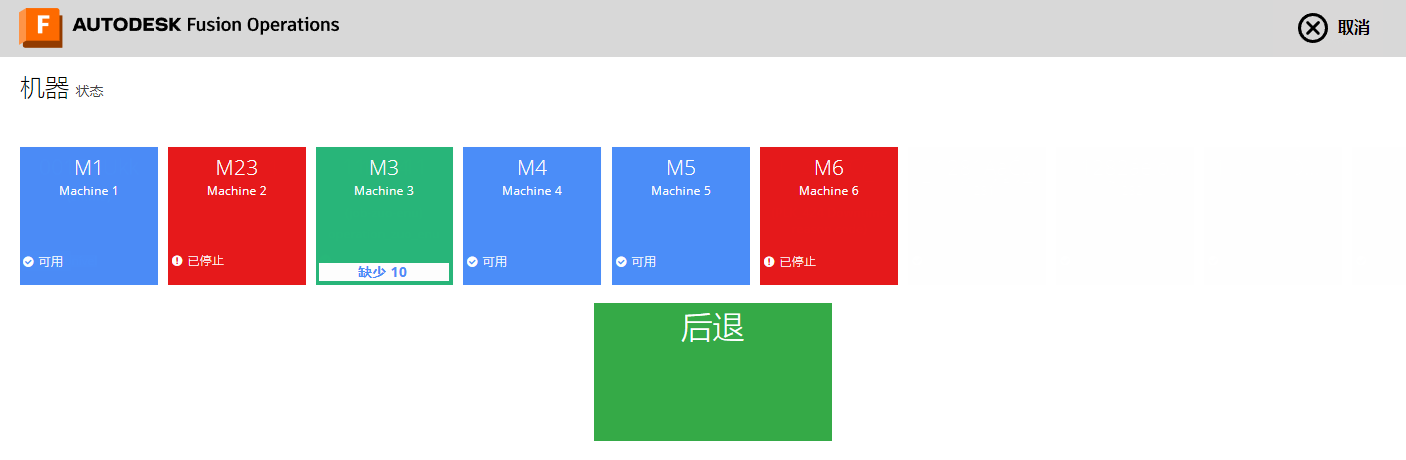 F AUTODESK Fusion Operations
取消
机器 状态
M1
Machine 1
可用
M23
Machine 2
已停止
M3
Machine 3
缺少 10
M4
Machine 4
可用
M5
Machine 5
可用
M6
Machine 6
已停止
后退